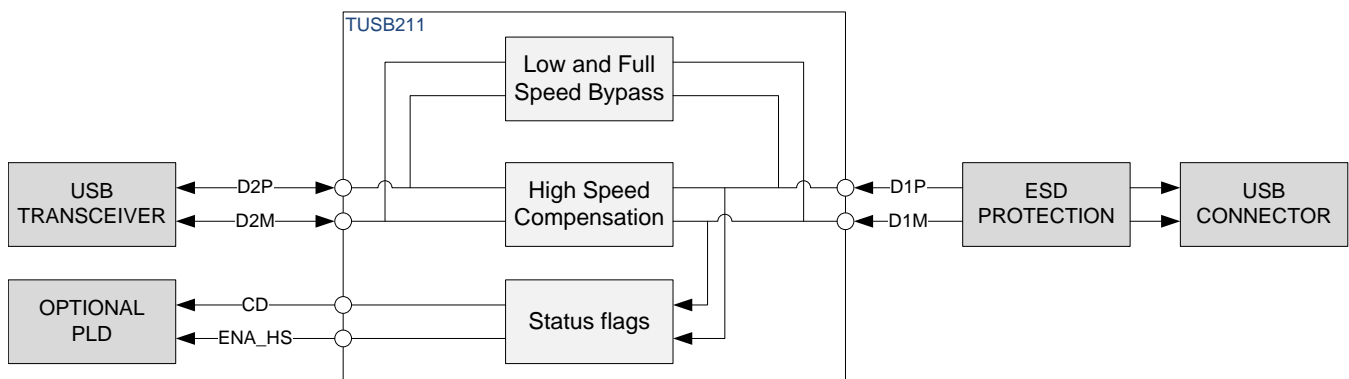 TUSB211
Low and Full
Speed Bypass
USB
TRANSCEIVER
D2P
D2M
High Speed
Compensation
D1P
D1M
ESD
PROTECTION
USB
CONNECTOR
OPTIONAL
PLD
CD
ENA_HS
Status flags